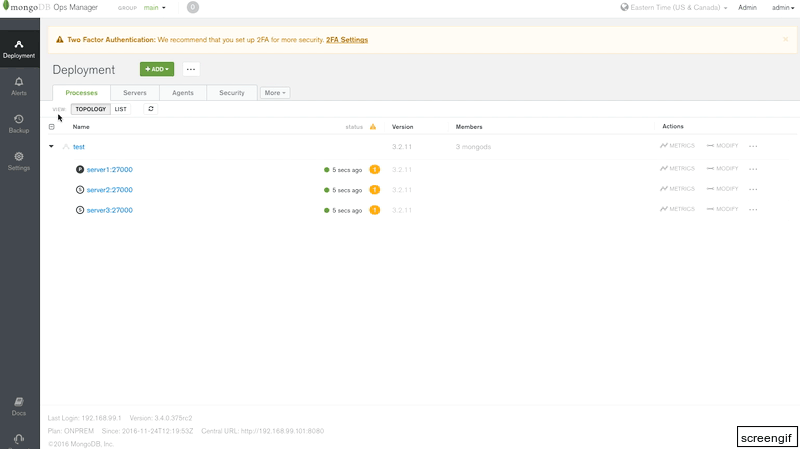 mongoDB Ops Manager GROUP main 0 Eastern Time (US & Canada) Admin admin
Two Factor Authentication: We recommend that you set up 2FA for more security. 2FA Settings ×
Deployment + ADD ...
Deployment
Processes Servers Agents Security More
VIEW: TOPOLOGY LIST
Alerts
Name status Version Members Actions
Backup
test 3.2.11 3 mongods METRICS MODIFY ...
Settings
P server1:27000 5 secs ago 1 3.2.11 METRICS MODIFY ...
S server2:27000 5 secs ago 1 3.2.11 METRICS MODIFY ...
S server3:27000 5 secs ago 1 3.2.11 METRICS MODIFY ...
Docs
Last Login: 192.168.99.1 Version: 3.4.0.378rc2
Plan: ONPREM Since: 2016-11-24T12:19:53Z Central URL: http://192.168.99.101:8080
©2016 MongoDB, Inc.
screengif